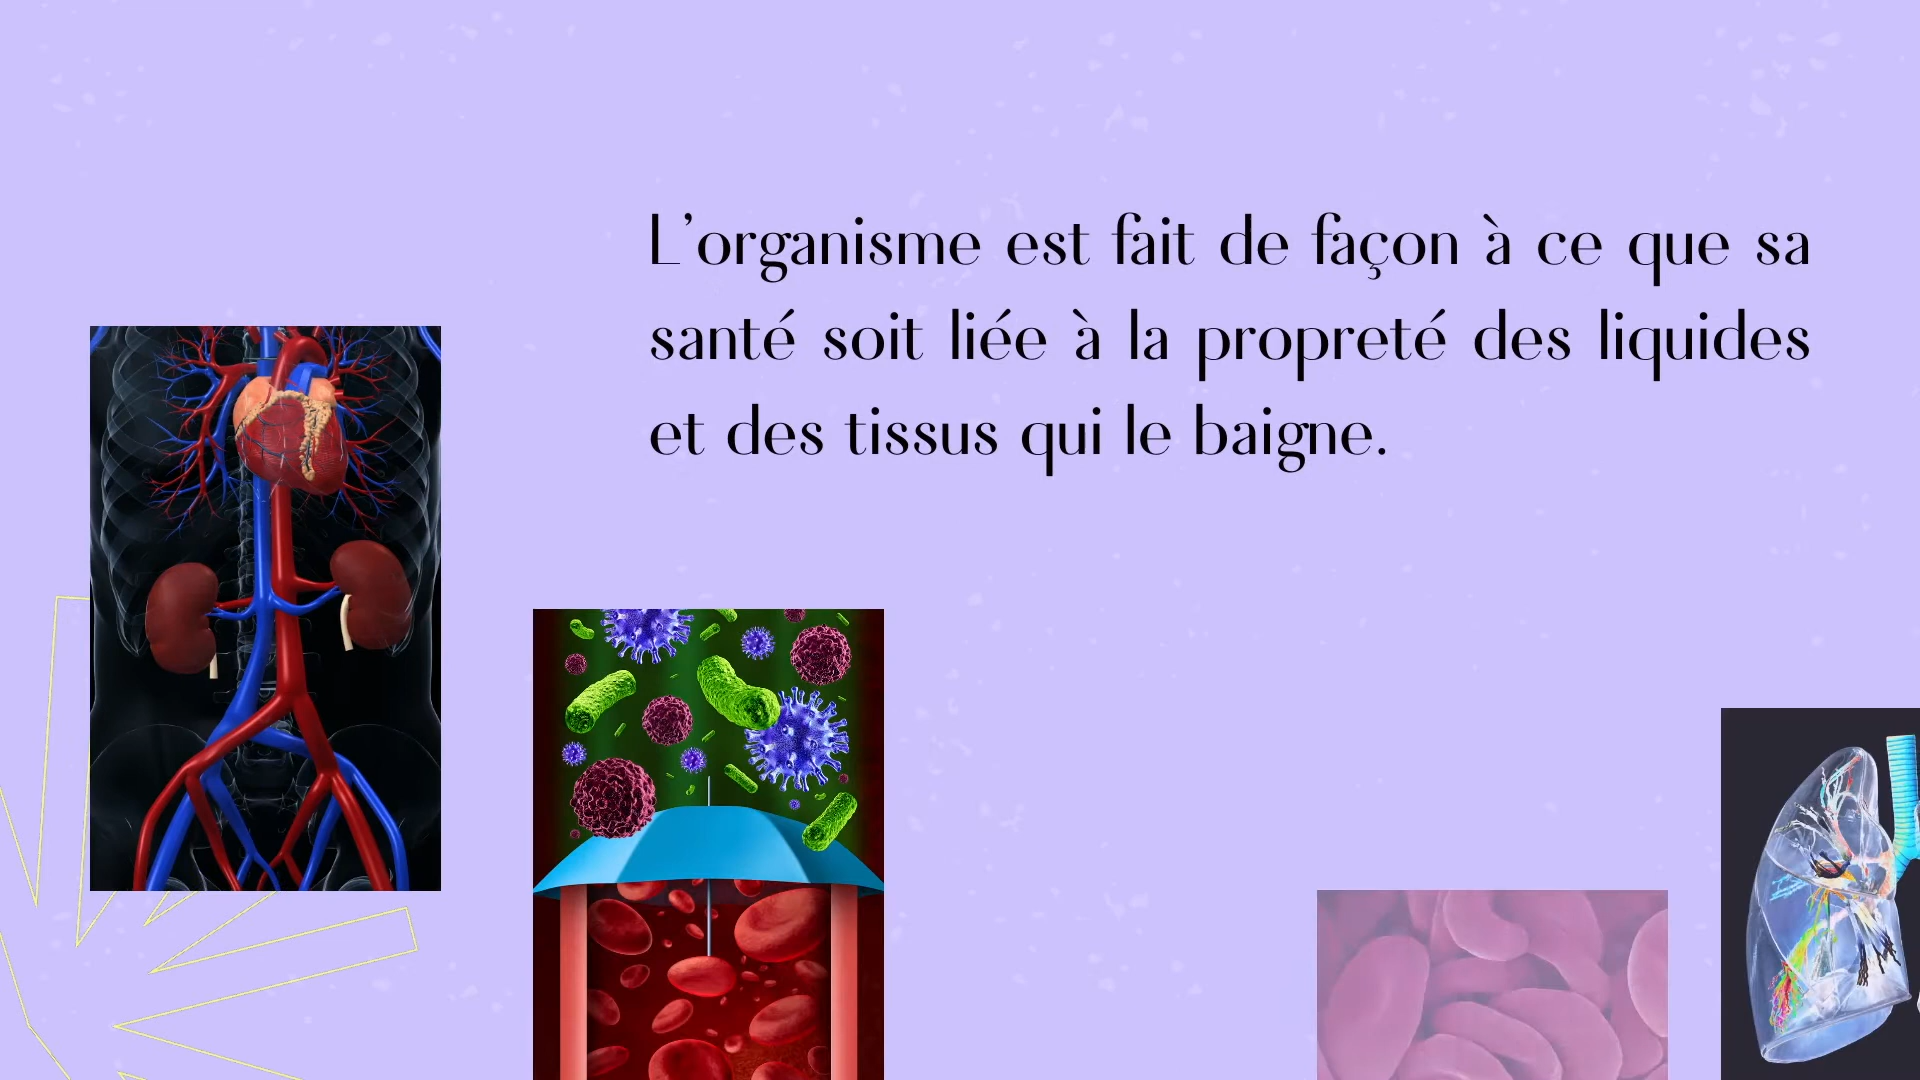 L'organisme est fait de façon à ce que sa
santé soit liée à la propreté des liquides
et des tissus qui le baigne.